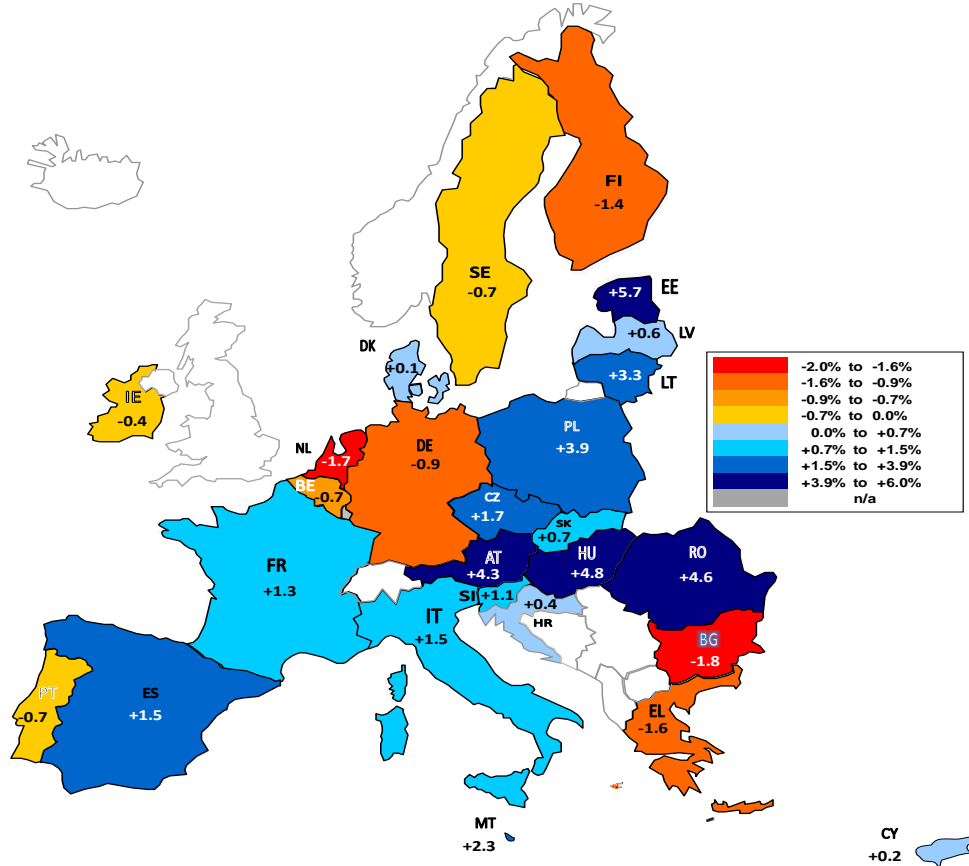 FI
-1.4
SE
-0.7
+5.7
EE
+0.6
LV
DK
+0.1
+3.3
LT
IE
-0.4
NL
-1.7
DE
-0.9
PL
+3.9
BE
-0.7
CZ
+1.7
SK
+0.7
FR
+1.3
AT
+4.3
HU
+4.8
RO
+4.6
SI
+1.1
+0.4
HR
IT
+1.5
BG
-1.8
PT
-0.7
ES
+1.5
EL
-1.6
MT
+2.3
CY
+0.2
-2.0% to -1.6%
-1.6% to -0.9%
-0.9% to -0.7%
-0.7% to 0.0%
0.0% to +0.7%
+0.7% to +1.5%
+1.5% to +3.9%
+3.9% to +6.0%
n/a